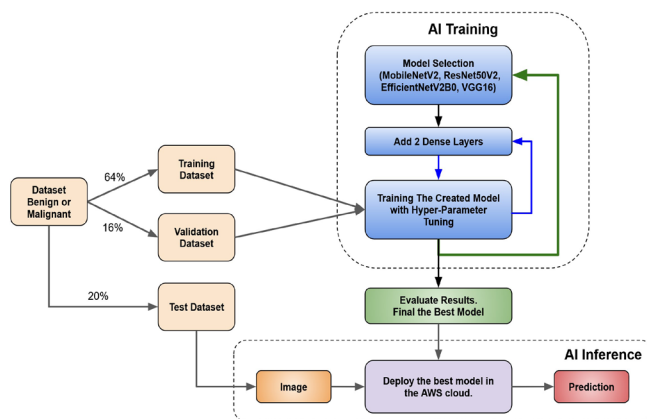 AI Training
Model Selection
(MobileNetV2, ResNet50V2,
EfficientNetV2B0, VGG16)
Add 2 Dense Layers
64%
Training
Dataset
Dataset
Benign or
Malignant
Training The Created Model
with Hyper-Parameter
Tuning
16%
Validation
Dataset
20%
Test Dataset
Evaluate Results.
Final the Best Model
AI Inference
Image
Deploy the best model in
the AWS cloud.
Prediction